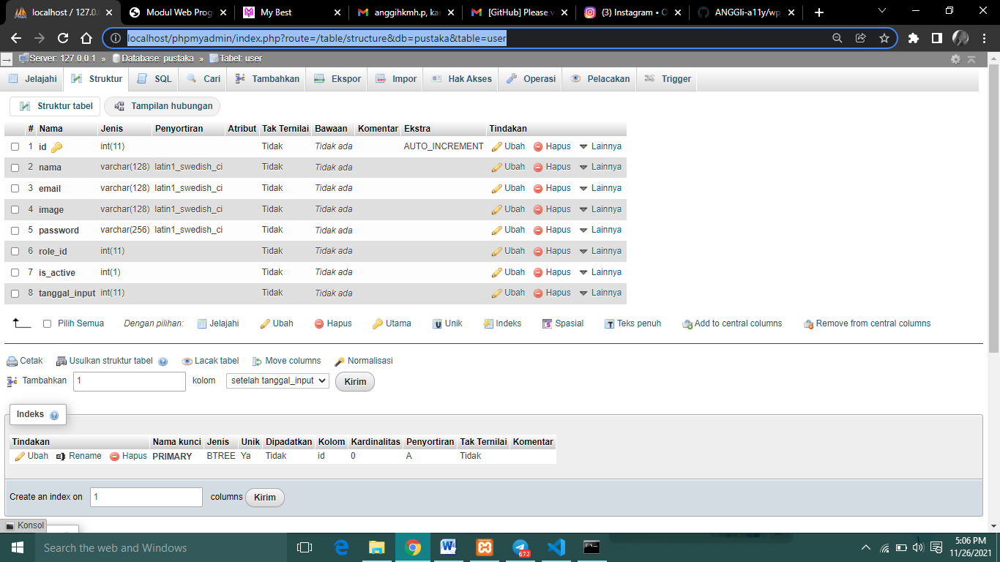 localhost / 127.0.
Modul Web Prog
My Best
anggihkmh.p, kar
[GitHub] Please v
(3) Instagram • O
ANGGIi-a11y/wp
localhost/phpmyadmin/index.php?route=/table/structure&db=pustaka&table=user
Server: 127.0.0.1 » Database: pustaka » Tabel: user
Jelajahi Struktur SQL Cari Tambahkan Ekspor Impor Hak Akses Operasi Pelacakan Trigger
Struktur tabel Tampilan hubungan
# Nama Jenis Penyortiran Atribut Tak Ternilai Bawaan Komentar Ekstra Tindakan
1 id int(11) Tidak Tidak ada AUTO_INCREMENT Ubah Hapus Lainnya
2 nama varchar(128) latin1_swedish_ci Tidak Tidak ada Ubah Hapus Lainnya
3 email varchar(128) latin1_swedish_ci Tidak Tidak ada Ubah Hapus Lainnya
4 image varchar(128) latin1_swedish_ci Tidak Tidak ada Ubah Hapus Lainnya
5 password varchar(256) latin1_swedish_ci Tidak Tidak ada Ubah Hapus Lainnya
6 role_id int(11) Tidak Tidak ada Ubah Hapus Lainnya
7 is_active int(1) Tidak Tidak ada Ubah Hapus Lainnya
8 tanggal_input int(11) Tidak Tidak ada Ubah Hapus Lainnya
Pilih Semua Dengan pilihan: Jelajahi Ubah Hapus Utama Unik Indeks Spasial Teks penuh Add to central columns Remove from central columns
Cetak Usulkan struktur tabel Lacak tabel Move columns Normalisasi
Tambahkan 1 kolom setelah tanggal_input Kirim
Indeks
Tindakan Nama kunci Jenis Unik Dipadatkan Kolom Kardinalitas Penyortiran Tak Ternilai Komentar
Ubah Rename Hapus PRIMARY BTREE Ya Tidak id 0 A Tidak
Create an index on 1 columns Kirim
Konsol
Search the web and Windows
672
5:06 PM
11/26/2021